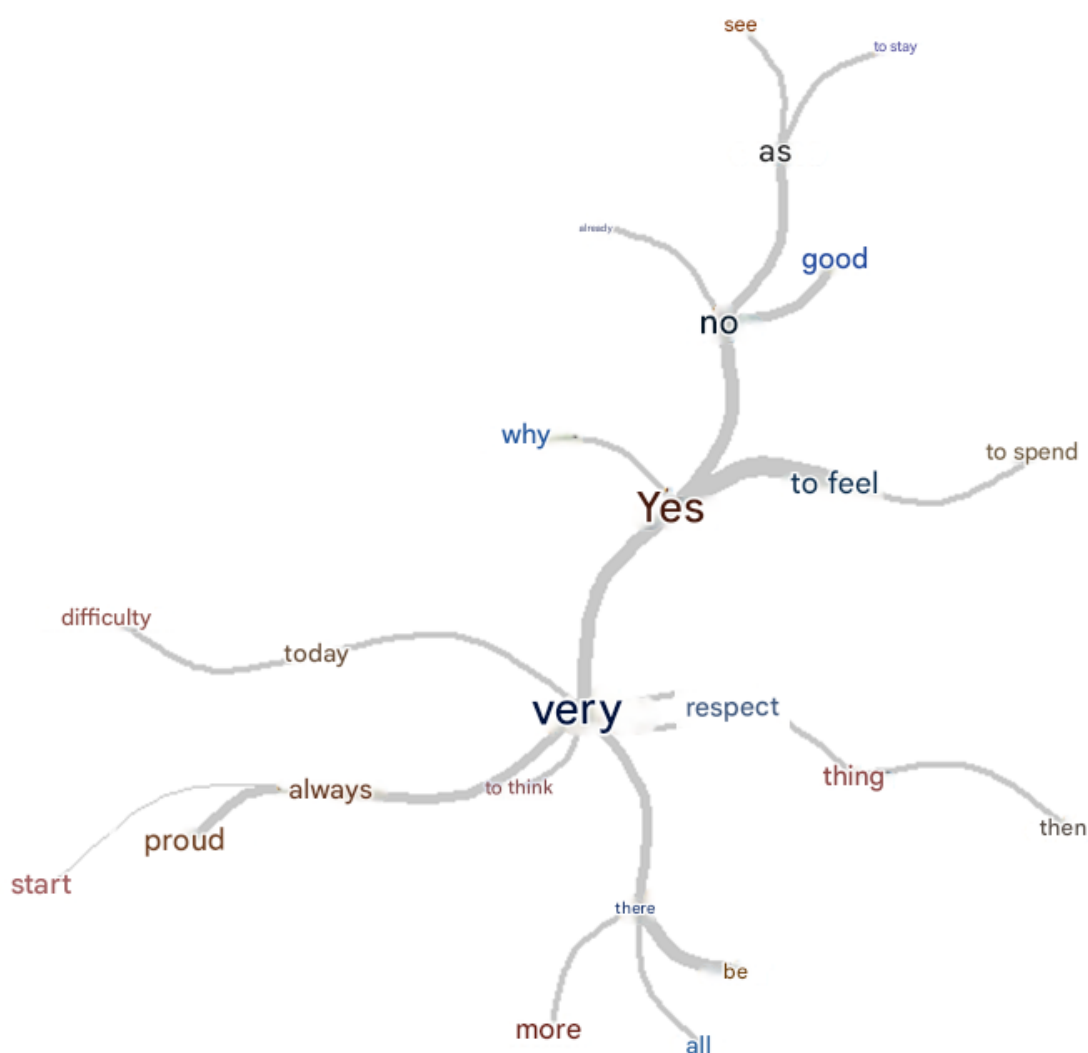 see
to stay
as
already
good
no
why
to spend
to feel
Yes
difficulty
today
very
respect
thing
to think
always
then
proud
start
there
be
more
all